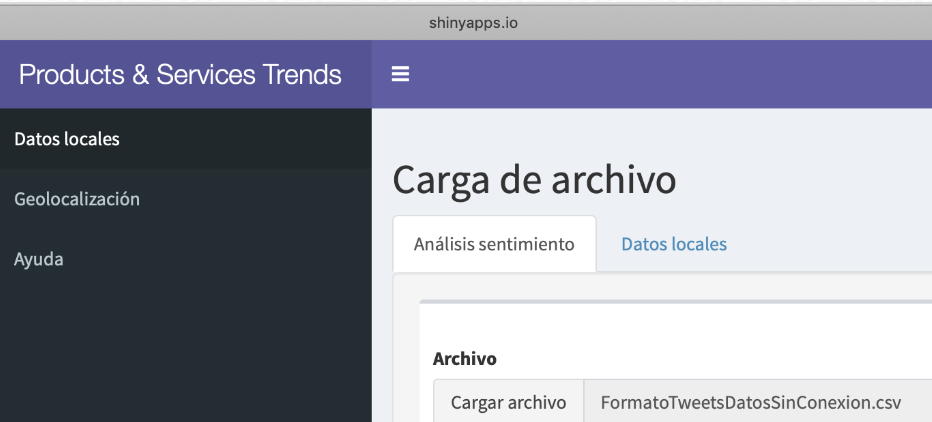 shinyapps.io
Products & Services Trends
Datos locales
Geolocalización
Ayuda
Carga de archivo
Análisis sentimiento
Datos locales
Archivo
Cargar archivo
FormatoTweetsDatosSinConexion.csv